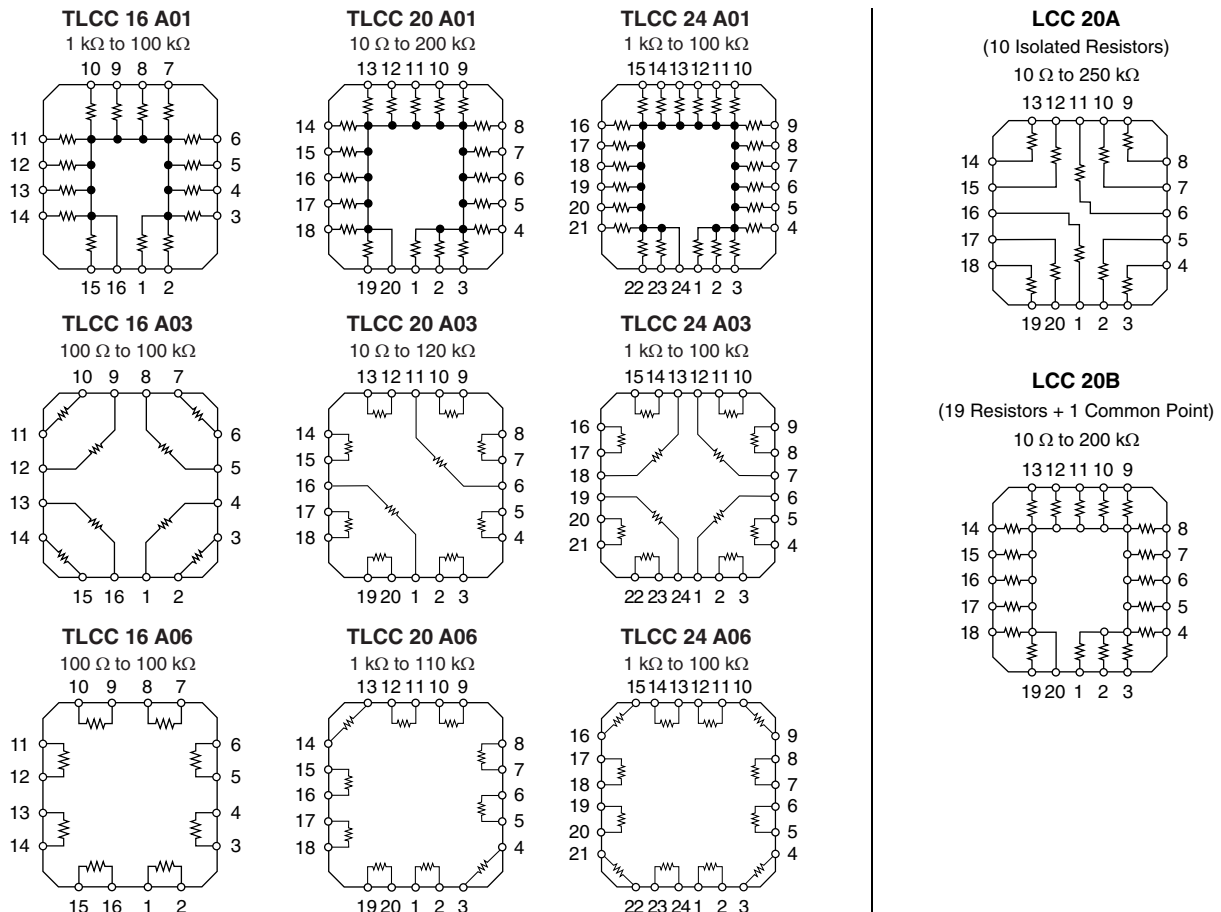 TLCC 16 A01
1 kΩ to 100 kΩ
10 9 8 7
11 6
12 5
13 4
14 3
15 16 1 2
TLCC 20 A01
10 Ω to 200 kΩ
13 12 11 10 9
14 8
15 7
16 6
17 5
18 4
19 20 1 2 3
TLCC 24 A01
1 kΩ to 100 kΩ
15 14 13 12 11 10
16 9
17 8
18 7
19 6
20 5
21 4
22 23 24 1 2 3
LCC 20A
(10 Isolated Resistors)
10 Ω to 250 kΩ
13 12 11 10 9
14 8
15 7
16 6
17 5
18 4
19 20 1 2 3
TLCC 16 A03
100 Ω to 100 kΩ
10 9 8 7
11 6
12 5
13 4
14 3
15 16 1 2
TLCC 20 A03
10 Ω to 120 kΩ
13 12 11 10 9
14 8
15 7
16 6
17 5
18 4
19 20 1 2 3
TLCC 24 A03
1 kΩ to 100 kΩ
15 14 13 12 11 10
16 9
17 8
18 7
19 6
20 5
21 4
22 23 24 1 2 3
LCC 20B
(19 Resistors + 1 Common Point)
10 Ω to 200 kΩ
13 12 11 10 9
14 8
15 7
16 6
17 5
18 4
19 20 1 2 3
TLCC 16 A06
100 Ω to 100 kΩ
10 9 8 7
11 6
12 5
13 4
14 3
15 16 1 2
TLCC 20 A06
1 kΩ to 110 kΩ
13 12 11 10 9
14 8
15 7
16 6
17 5
18 4
19 20 1 2 3
TLCC 24 A06
1 kΩ to 100 kΩ
15 14 13 12 11 10
16 9
17 8
18 7
19 6
20 5
21 4
22 23 24 1 2 3